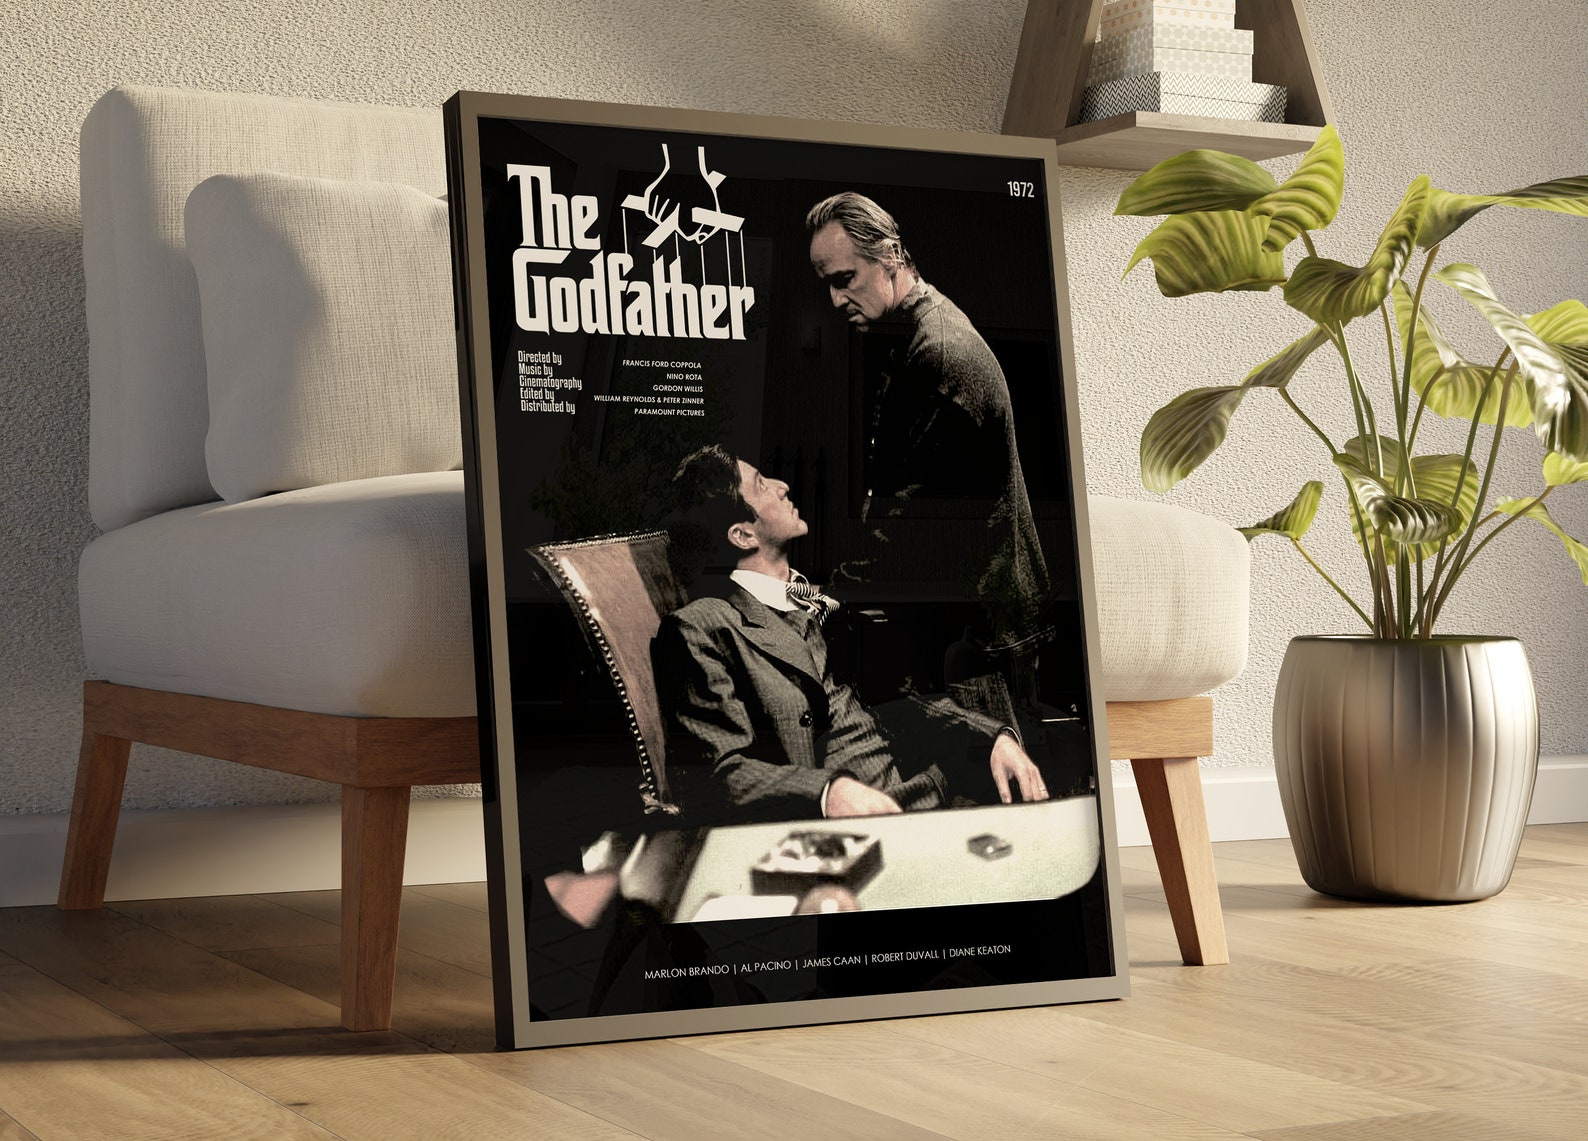 The
Godfather
1972
Directed by FRANCIS FORD COPPOLA
Music by NINO ROTA
Cinematography GORDON WILLIS
Edited by WILLIAM REYNOLDS & PETER ZINNER
Distributed by PARAMOUNT PICTURES
MARLON BRANDO | AL PACINO | JAMES CAAN | ROBERT DUVALL | DIANE KEATON